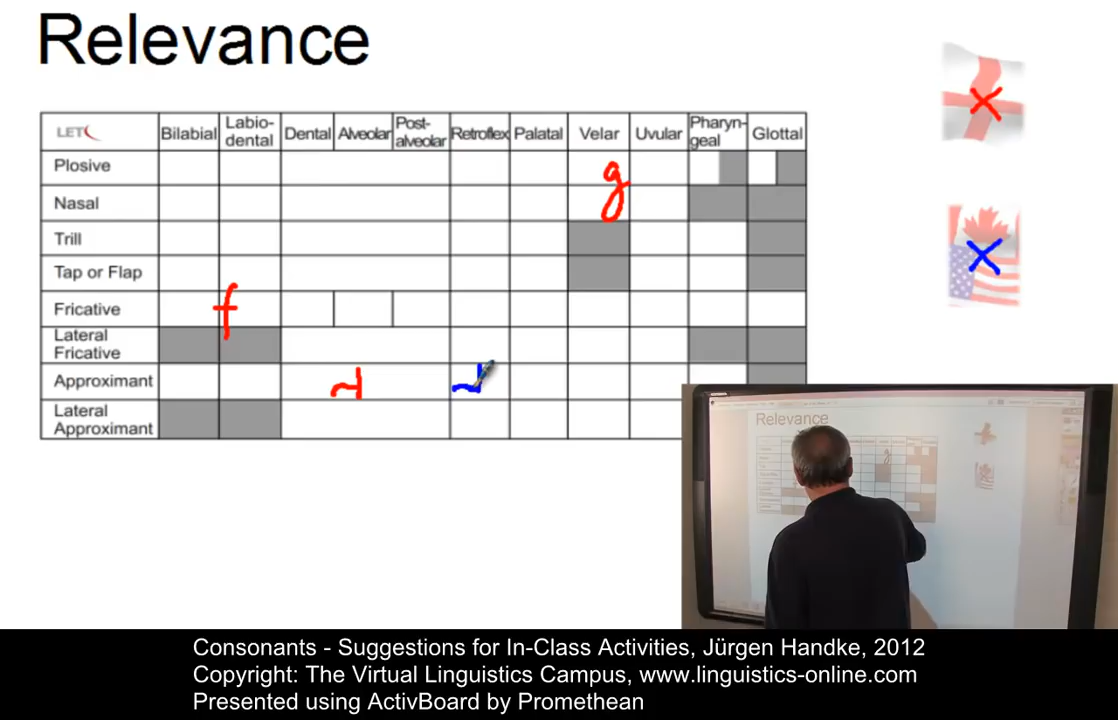 Relevance
LET Bilabial Labio-dental Dental Alveolar Post-alveolar Retroflex Palatal Velar Uvular Pharyn-geal Glottal
Plosive g
Nasal
Trill
Tap or Flap
Fricative f
Lateral
Fricative
Approximant ɹ
Lateral
Approximant
Relevance
Consonants - Suggestions for In-Class Activities, Jürgen Handke, 2012
Copyright: The Virtual Linguistics Campus, www.linguistics-online.com
Presented using ActivBoard by Promethean